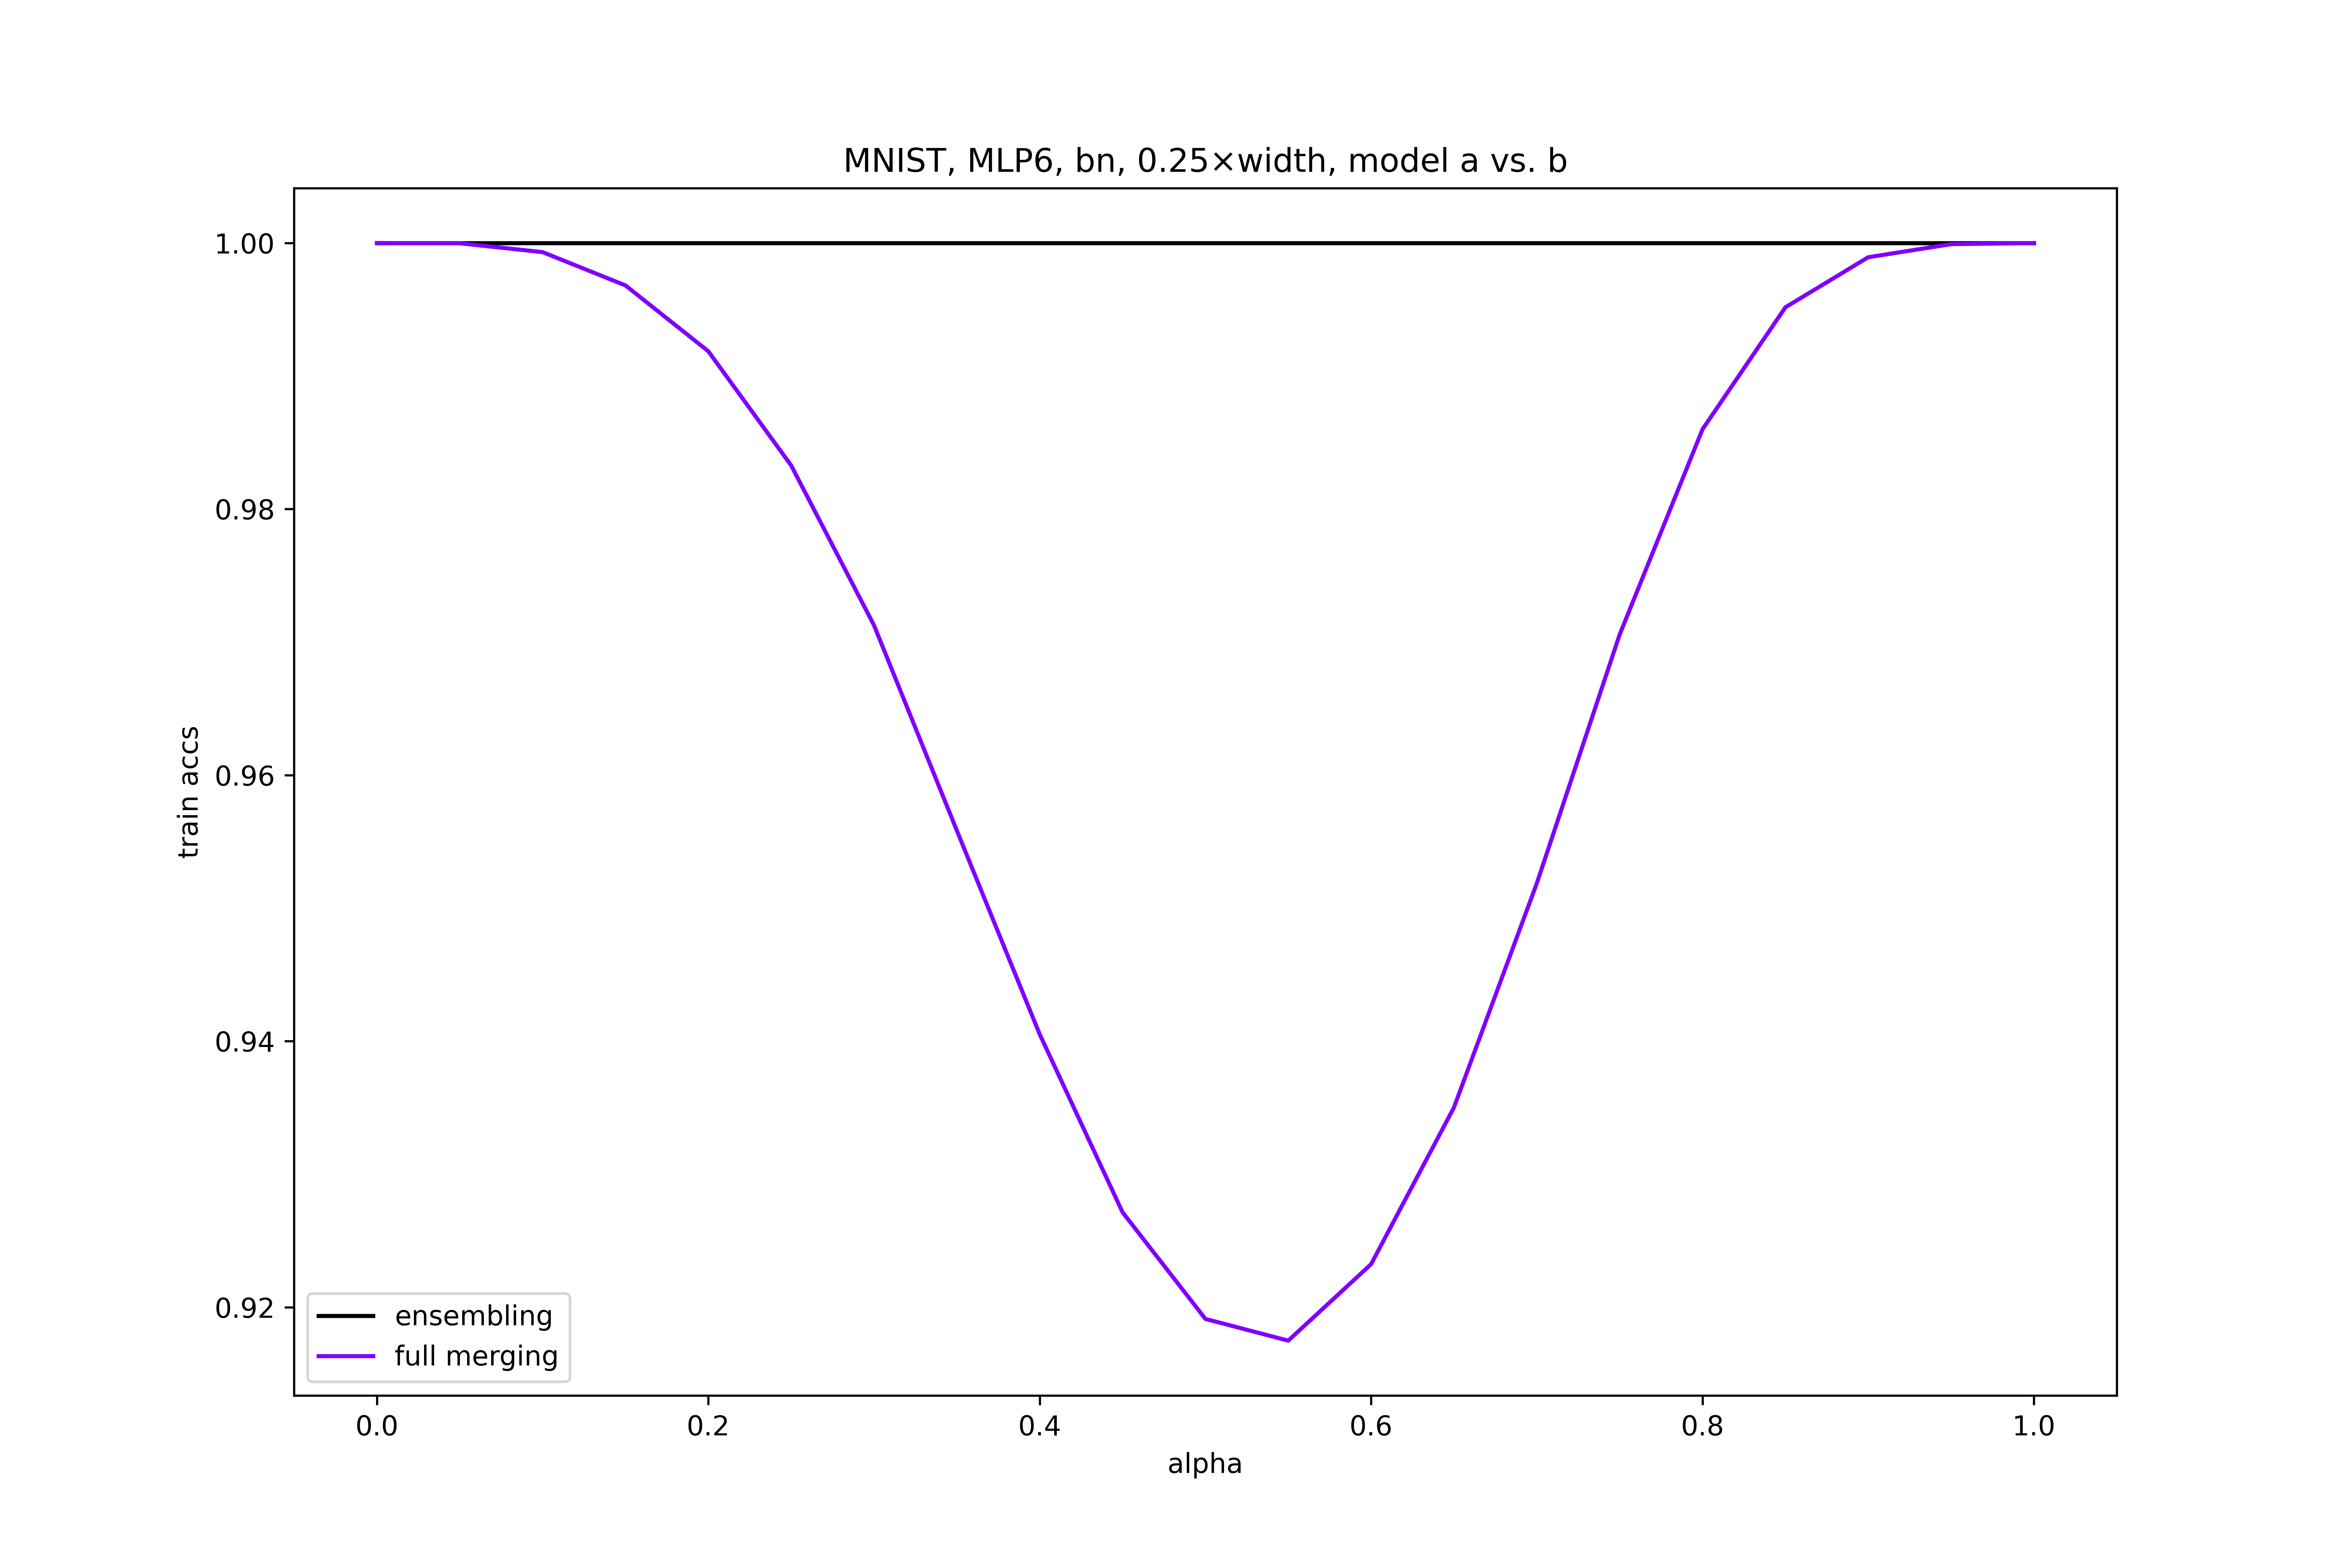 MNIST, MLP6, bn, 0.25×width, model a vs. b
1.00
0.98
0.96
0.94
0.92
train accs
ensembling
full merging
0.0 0.2 0.4 0.6 0.8 1.0
alpha